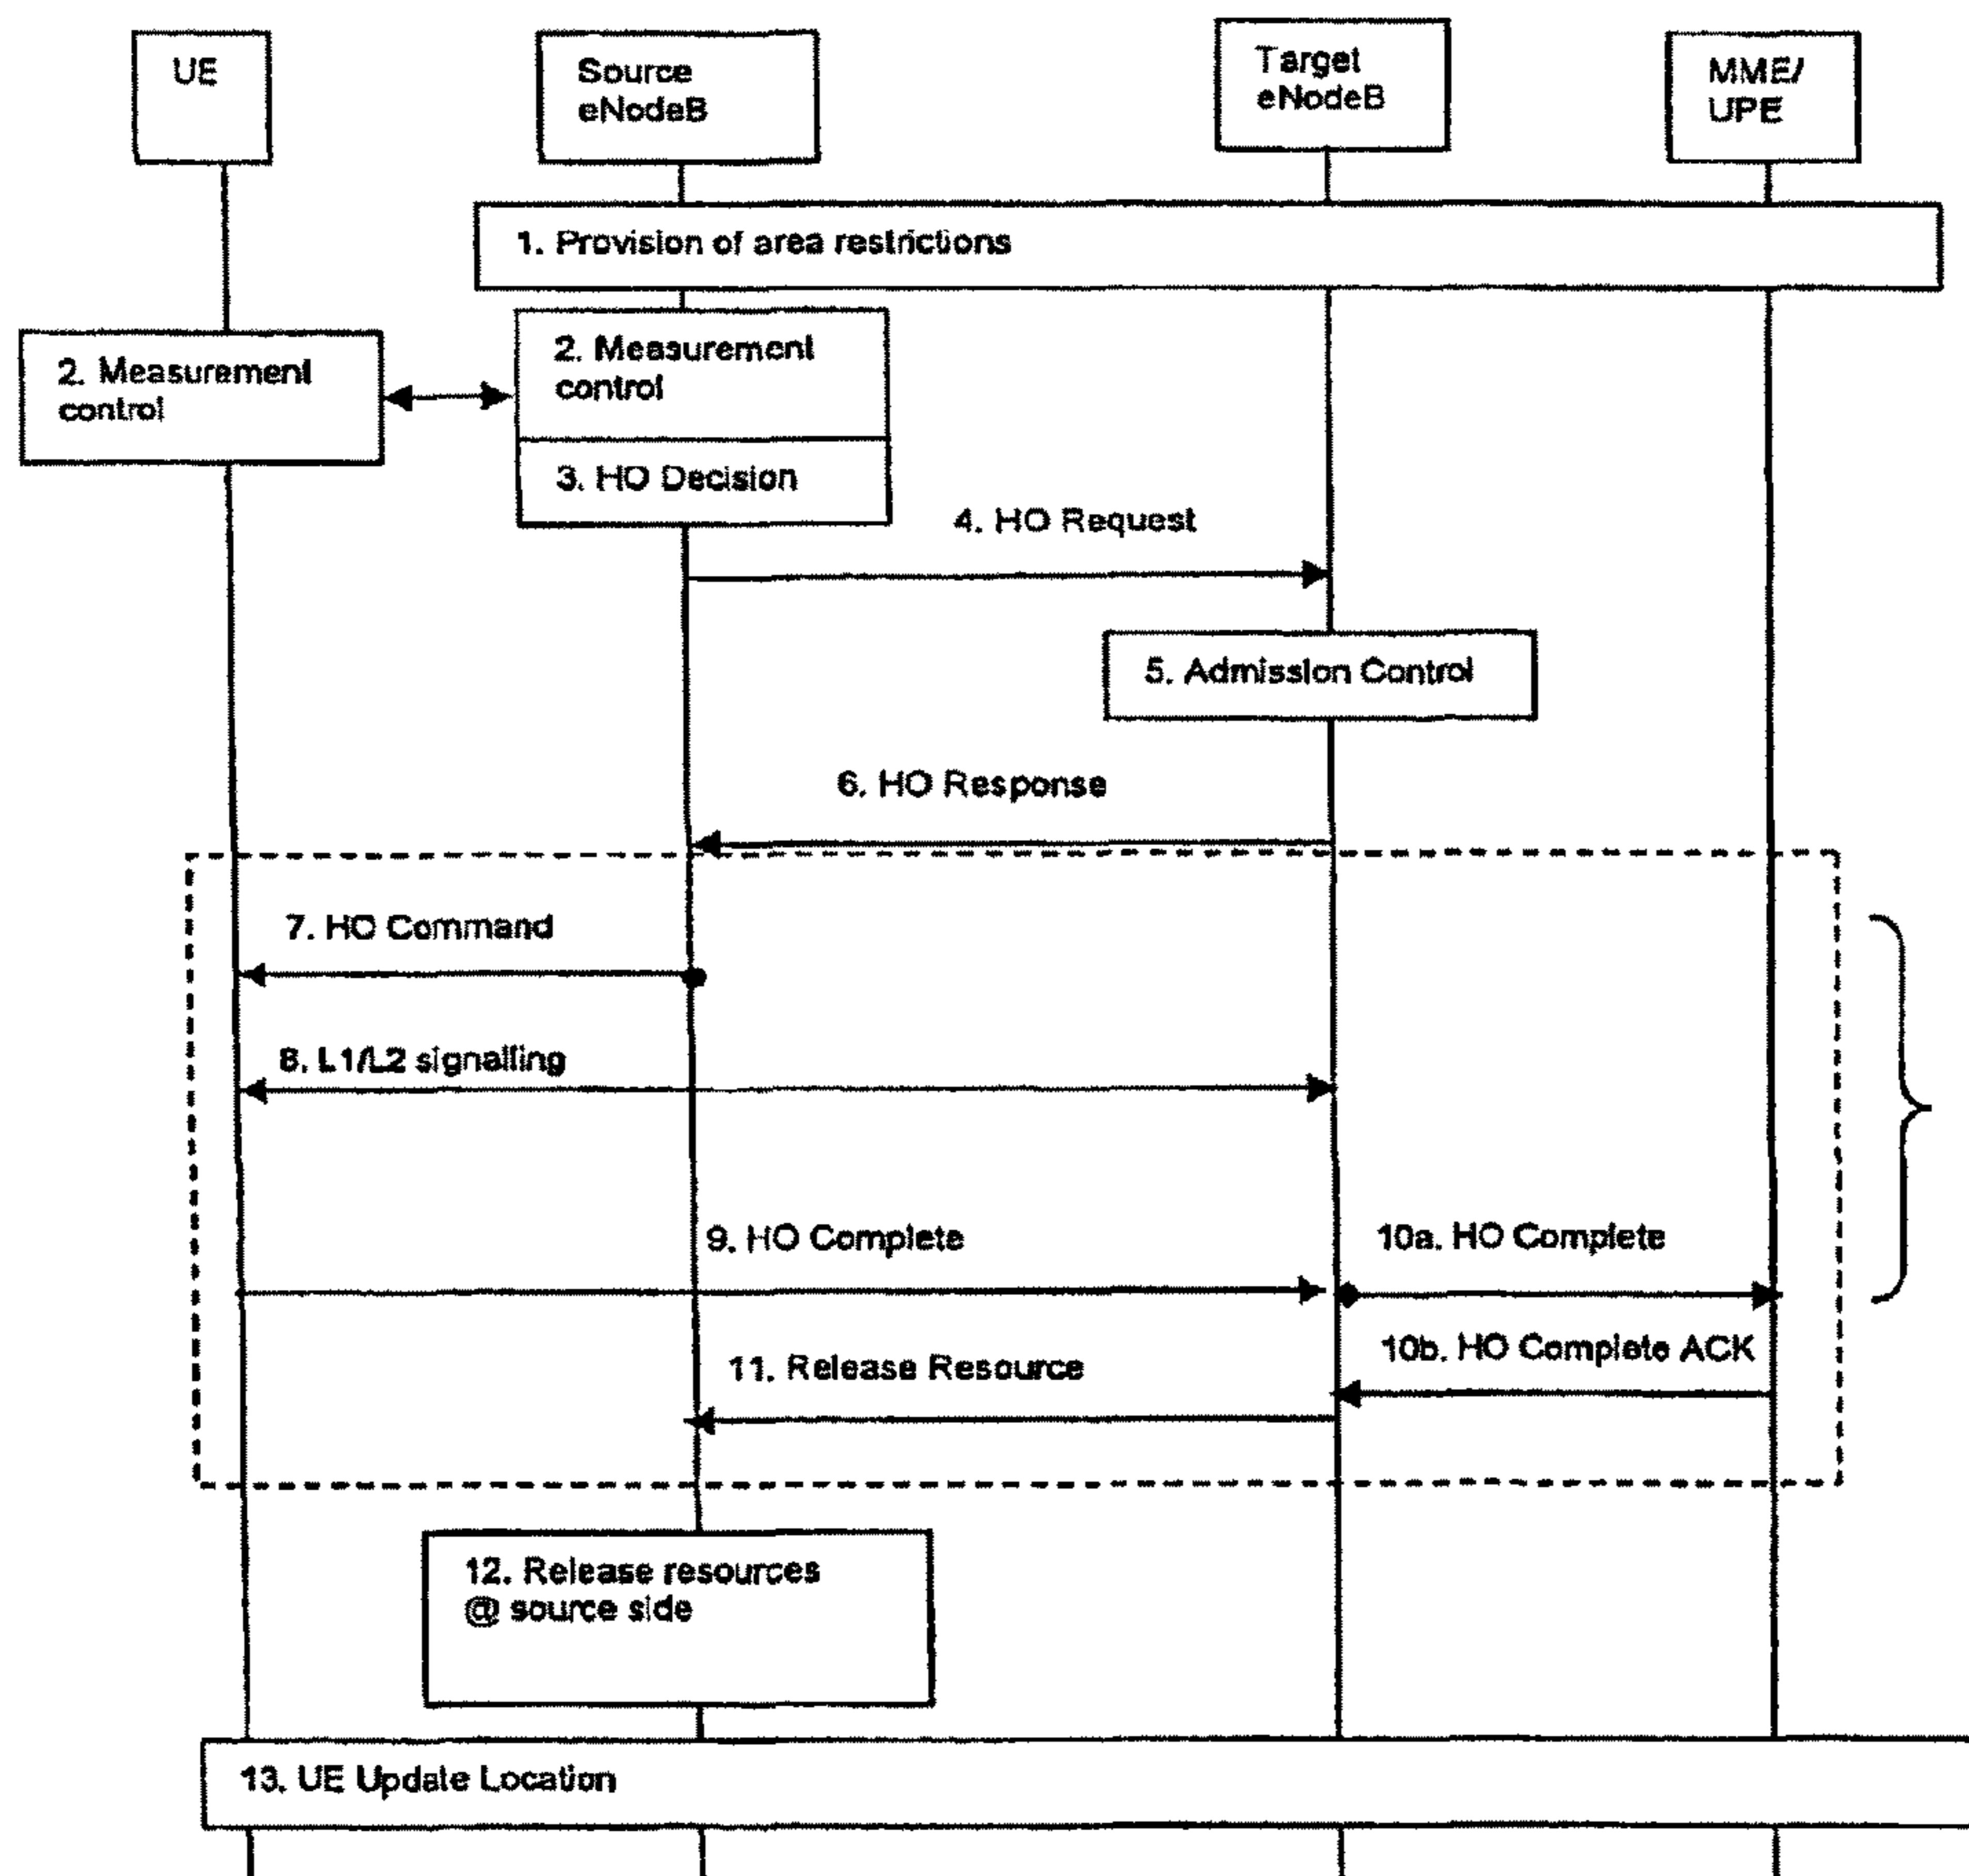 UE
Source
eNodeB
Target
eNodeB
MME/
UPE
1. Provision of area restrictions
2. Measurement
control
2. Measurement
control
3. HO Decision
4. HO Request
5. Admission Control
6. HO Response
7. HO Command
8. L1/L2 signalling
9. HO Complete
10a. HO Complete
10b. HO Complete ACK
11. Release Resource
12. Release resources
@ source side
13. UE Update Location